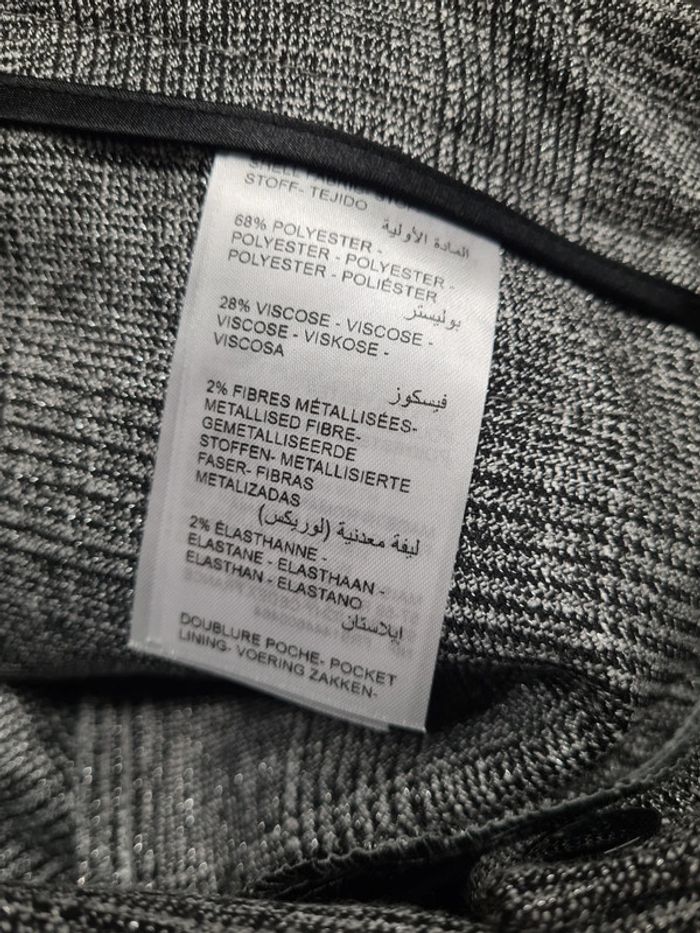 STOFF- TEJIDO
المادة الأولية
68% POLYESTER -
POLYESTER - POLYESTER -
POLYESTER - POLIÉSTER
بوليستر
28% VISCOSE - VISCOSE -
VISCOSE - VISKOSE -
VISCOSA
فيسكوز
2% FIBRES MÉTALLISÉES-
METALLISED FIBRE-
GEMETALLISEERDE
STOFFEN- METALLISIERTE
FASER- FIBRAS
METALIZADAS
ليفة معدنية (لوريكس)
2% ÉLASTHANNE -
ELASTANE - ELASTHAAN -
ELASTHAN - ELASTANO
إيلاستان
DOUBLURE POCHE- POCKET
LINING- VOERING ZAKKEN-